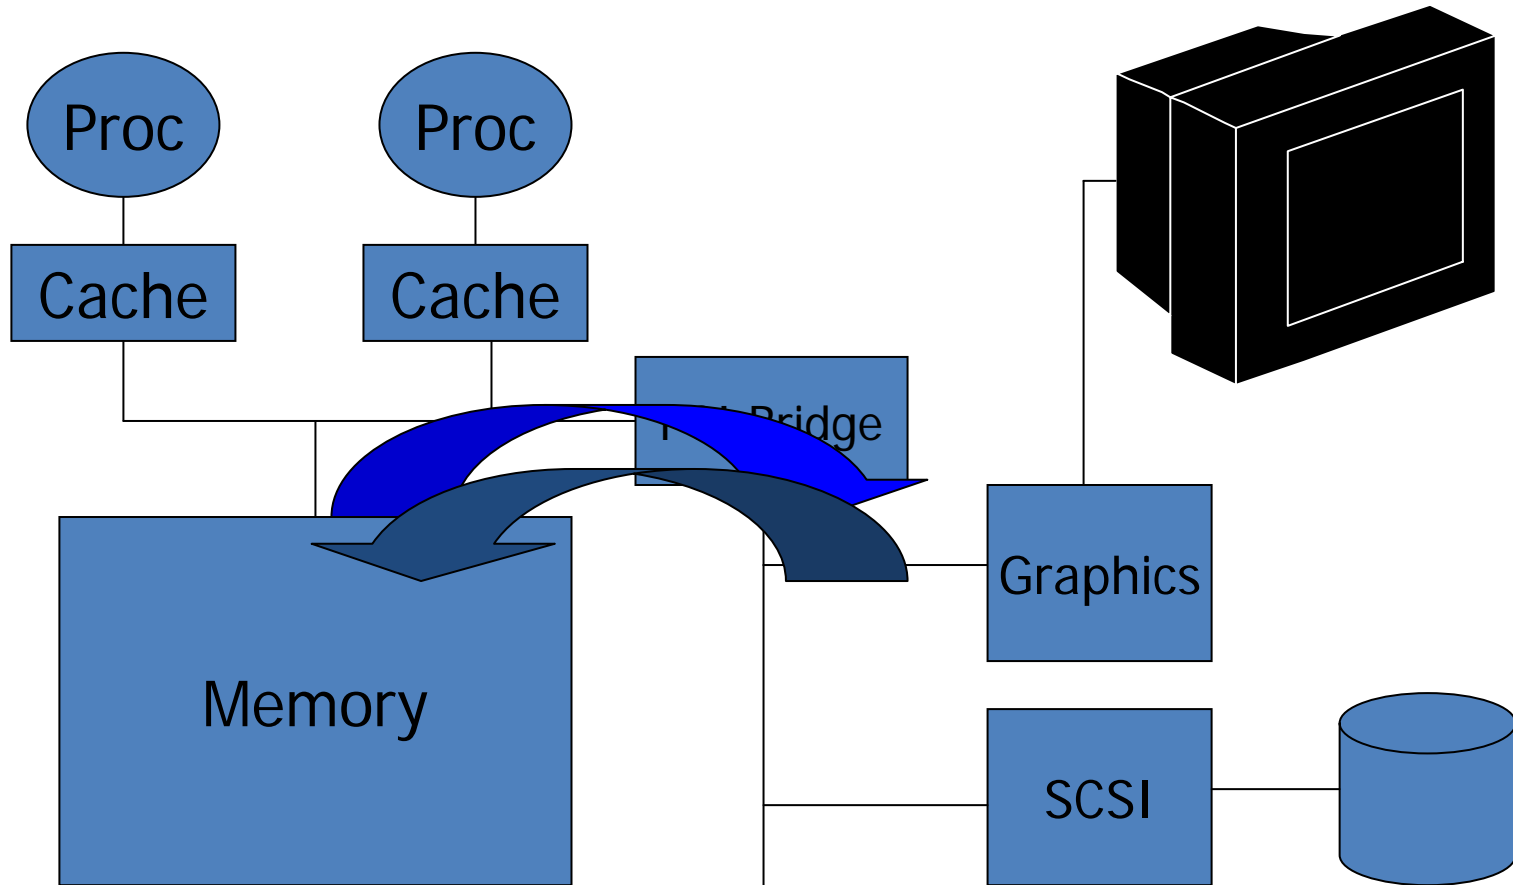 Proc
Proc
Cache
Cache
Bridge
Graphics
Memory
SCSI